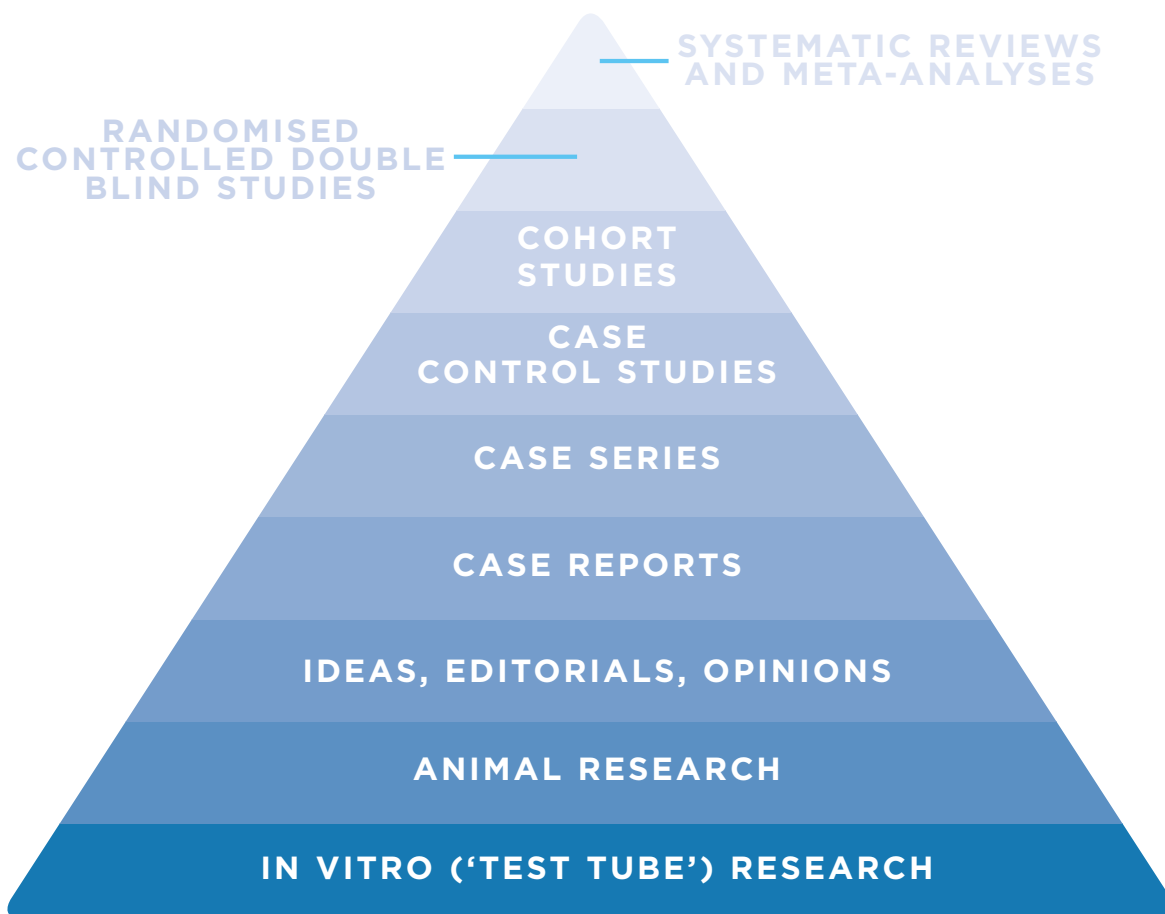 SYSTEMATIC REVIEWS
AND META-ANALYSES
RANDOMISED
CONTROLLED DOUBLE
BLIND STUDIES
COHORT
STUDIES
CASE
CONTROL STUDIES
CASE SERIES
CASE REPORTS
IDEAS, EDITORIALS, OPINIONS
ANIMAL RESEARCH
IN VITRO (‘TEST TUBE’) RESEARCH